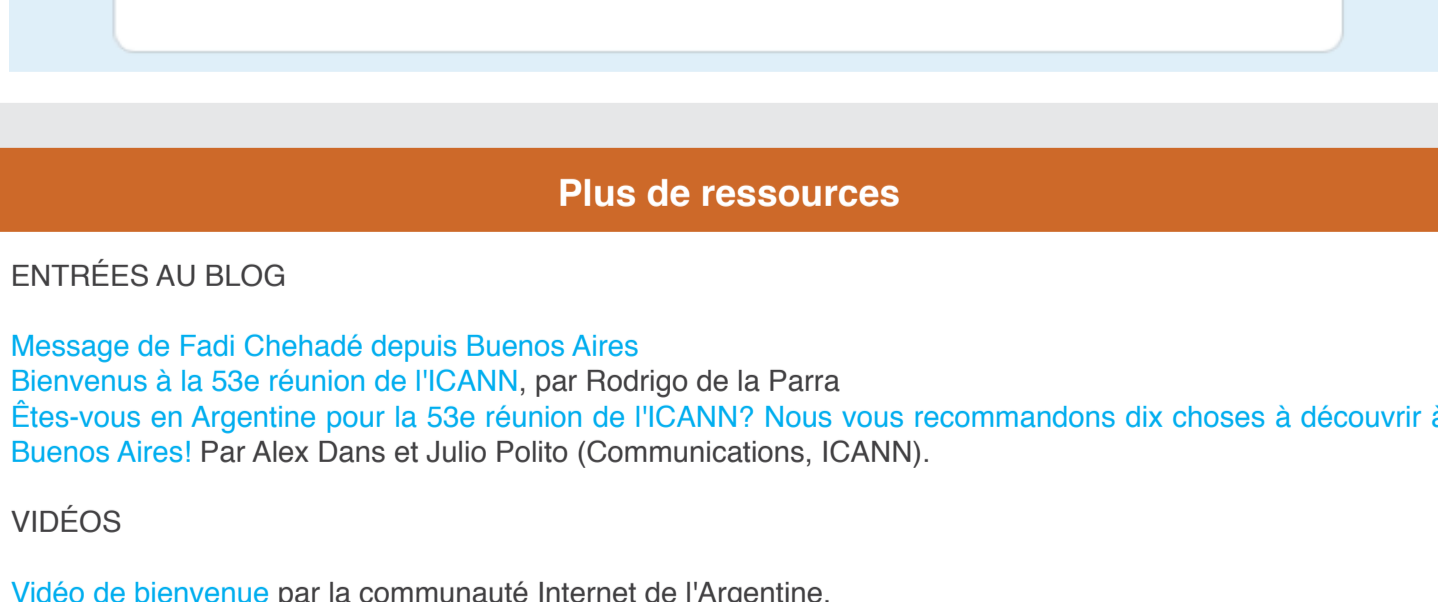 Plus de ressources
ENTRÉES AU BLOG
Message de Fadi Chehadé depuis Buenos Aires
Bienvenus à la 53e réunion de l'ICANN, par Rodrigo de la Parra
Êtes-vous en Argentine pour la 53e réunion de l'ICANN? Nous vous recommandons dix choses à découvrir à
Buenos Aires! Par Alex Dans et Julio Polito (Communications, ICANN).
VIDÉOS
Vidéo de bienvenue par la communauté Internet de l'Argentine.